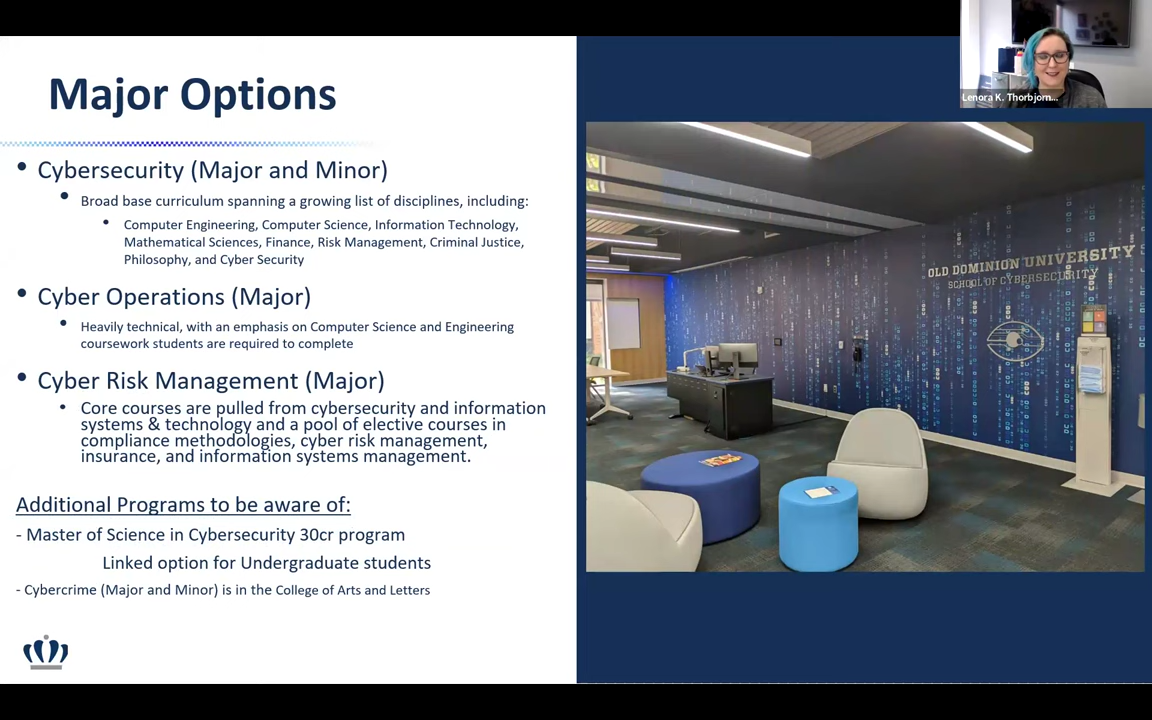 Major Options
• Cybersecurity (Major and Minor)
• Broad base curriculum spanning a growing list of disciplines, including:
• Computer Engineering, Computer Science, Information Technology,
Mathematical Sciences, Finance, Risk Management, Criminal Justice,
Philosophy, and Cyber Security
• Cyber Operations (Major)
• Heavily technical, with an emphasis on Computer Science and Engineering
coursework students are required to complete
• Cyber Risk Management (Major)
• Core courses are pulled from cybersecurity and information
systems & technology and a pool of elective courses in
compliance methodologies, cyber risk management,
insurance, and information systems management.
Additional Programs to be aware of:
- Master of Science in Cybersecurity 30cr program
Linked option for Undergraduate students
- Cybercrime (Major and Minor) is in the College of Arts and Letters
Lenora K. Thorbjorn...
OLD DOMINION UNIVERSITY
SCHOOL OF CYBERSECURITY